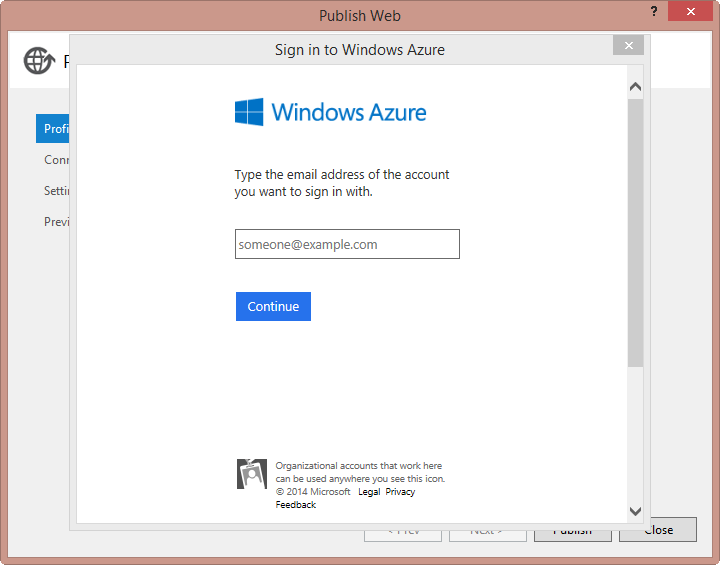 Publish Web
?
Sign in to Windows Azure
Windows Azure
Type the email address of the account
you want to sign in with.
someone@example.com
Continue
Organizational accounts that work here
can be used anywhere you see this icon.
© 2014 Microsoft Legal Privacy
Feedback
Profi
Conn
Settin
Previ
< Prev
Next >
Publish
Close